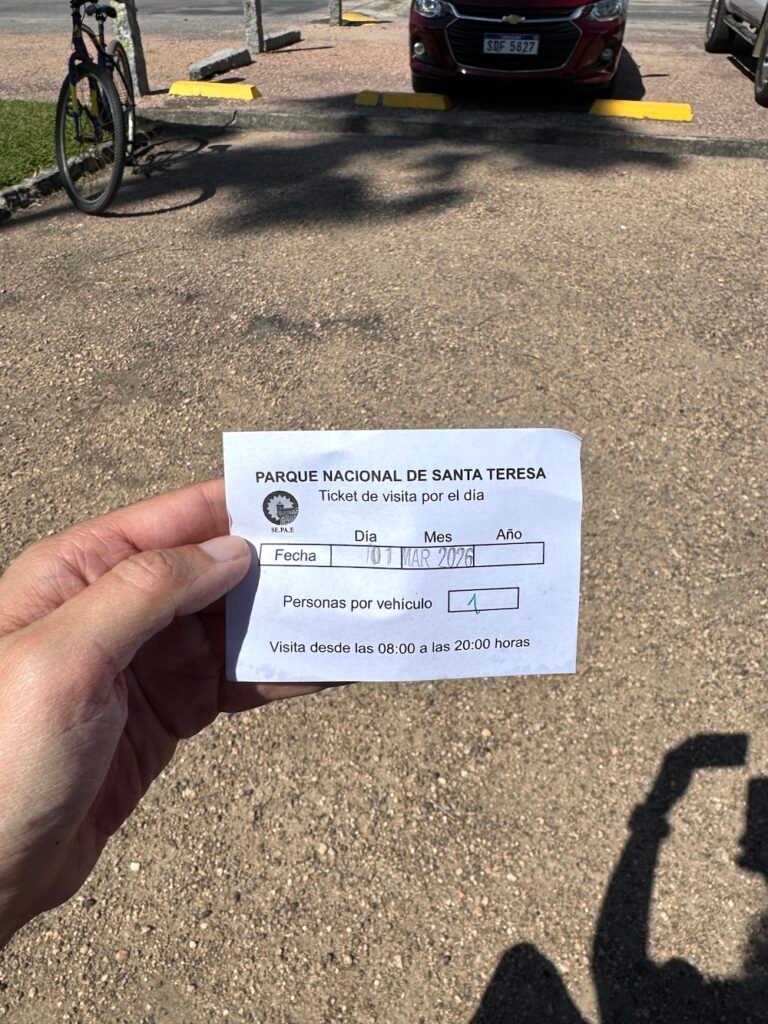 SDF 5827
PARQUE NACIONAL DE SANTA TERESA
Ticket de visita por el día
SE.PA.E
Día Mes Año
Fecha 01 MAR 2026
Personas por vehículo 1
Visita desde las 08:00 a las 20:00 horas